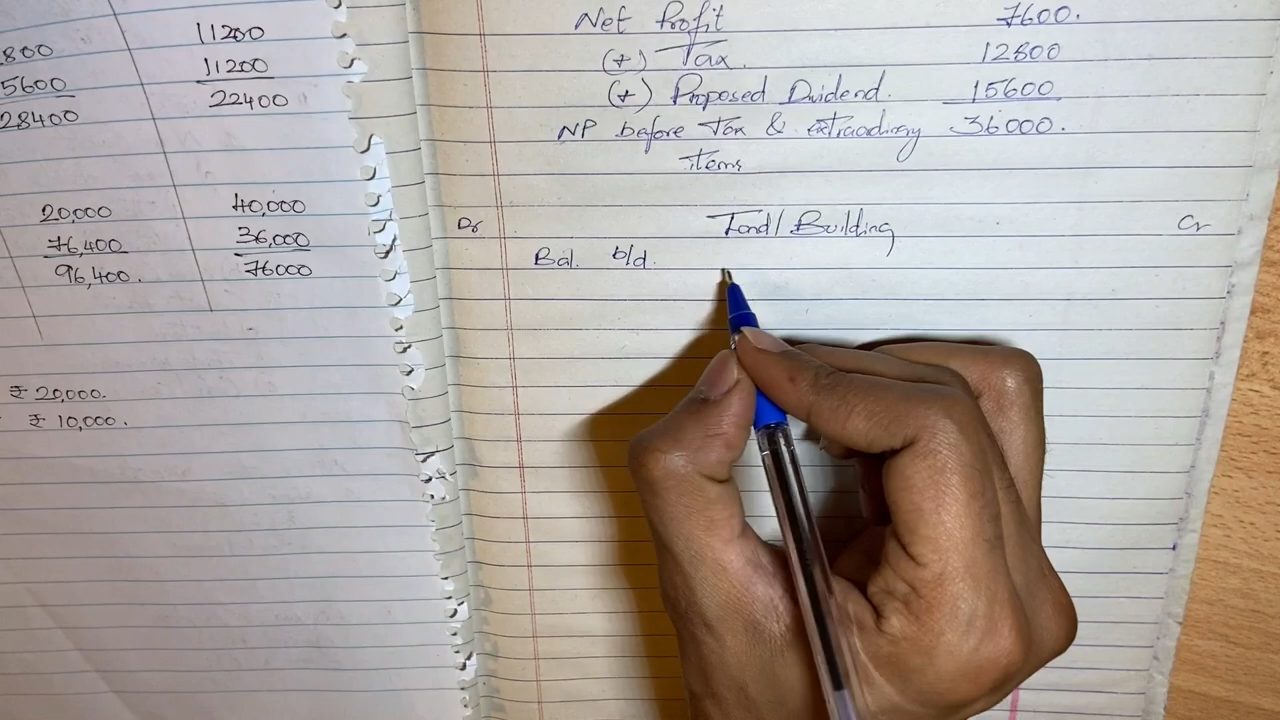 800 11200
5600 11200
28400 22400
20,000 40,000
76,400 36,000
96,400. 76000
₹ 20,000.
₹ 10,000.
Net Profit 7600.
(+) Tax. 12800
(+) Proposed Dividend. 15600
NP before Tax & extraordinary 36000.
items
Dr Land/Building Cr
Bal. b/d.